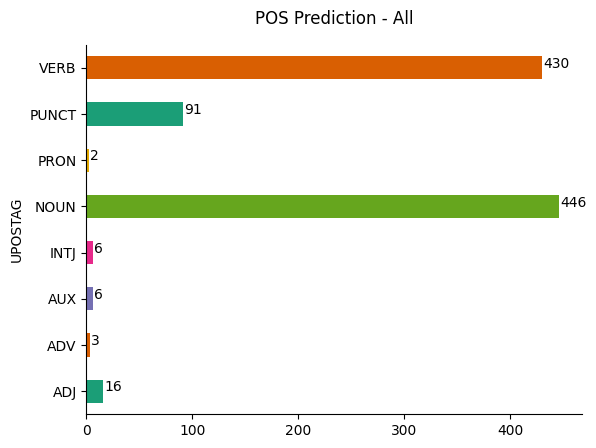 POS Prediction - All
UPOSTAG
VERB 430
PUNCT 91
PRON 2
NOUN 446
INTJ 6
AUX 6
ADV 3
ADJ 16
0 100 200 300 400